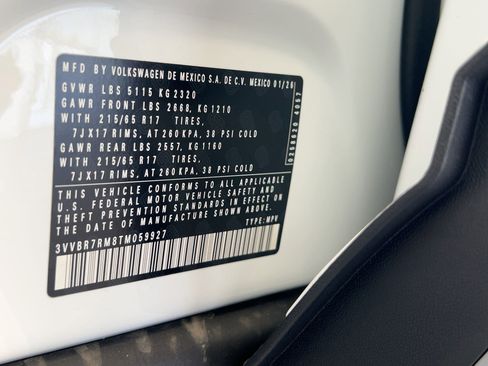 MFD BY VOLKSWAGEN DE MEXICO S.A. DE C.V. MEXICO 01/26
GVWR LBS 5115 KG 2320
GAWR FRONT LBS 2668, KG 1210
WITH 215/65 R17 TIRES,
7JX17 RIMS, AT 260 KPA, 38 PSI COLD
GAWR REAR LBS 2557, KG 1160
WITH 215/65 R17 TIRES,
7JX17 RIMS, AT 260 KPA, 38 PSI COLD
THIS VEHICLE CONFORMS TO ALL APPLICABLE
U.S. FEDERAL MOTOR VEHICLE SAFETY AND
THEFT PREVENTION STANDARDS IN EFFECT ON
THE DATE OF MANUFACTURE SHOWN ABOVE.
TYPE: MPV
3VVBR7RM8TM059927
0268620 4057